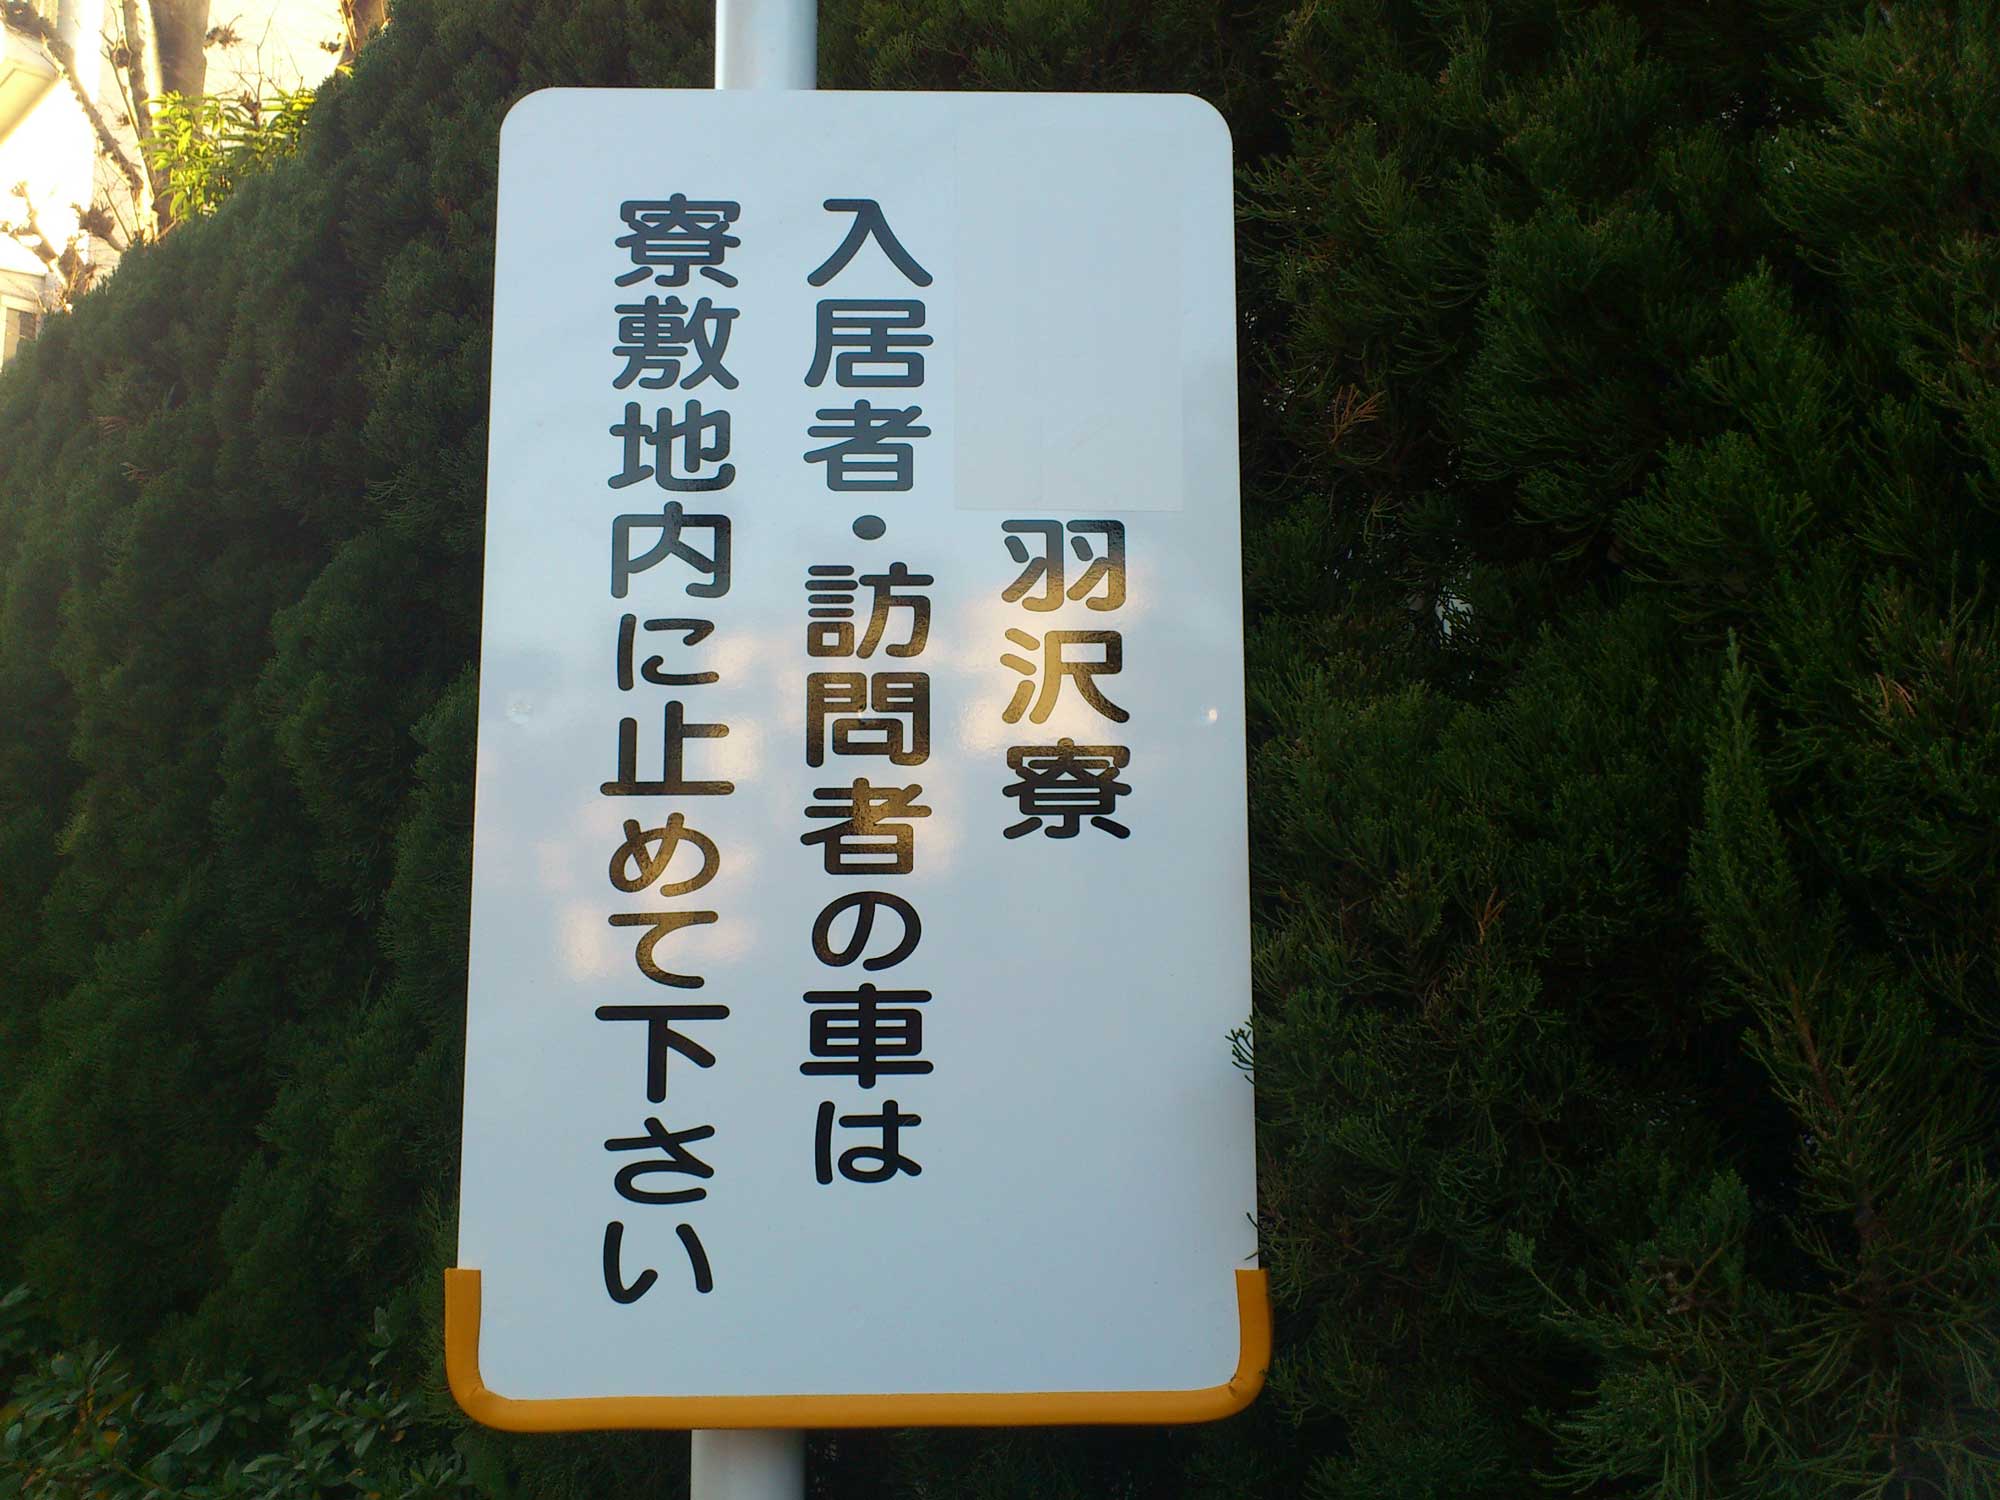 羽沢寮
入居者・訪問者の車は
寮敷地内に止めて下さい